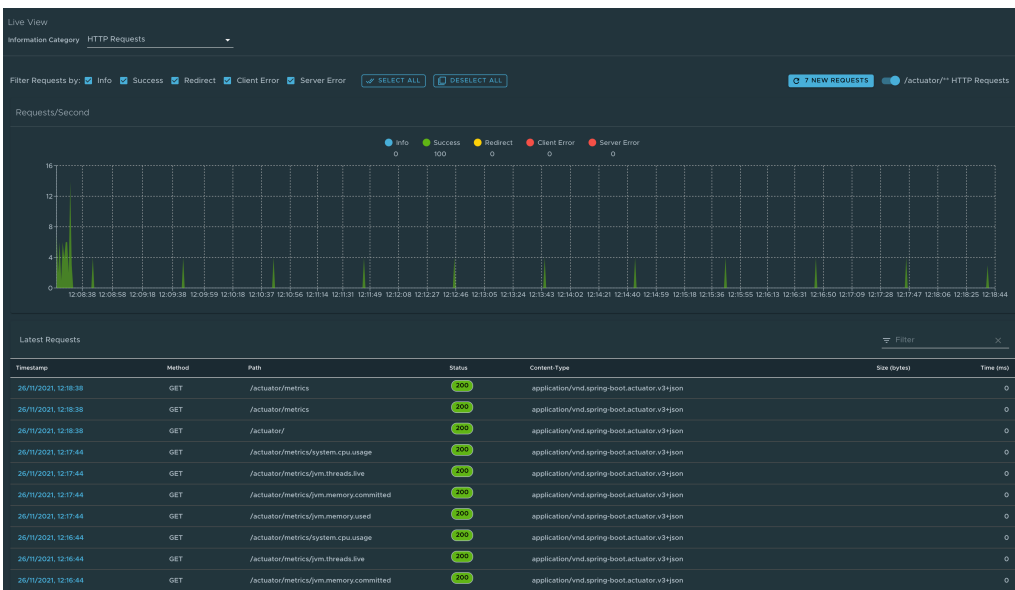 Live View
Information Category HTTP Requests
Filter Requests by: Info Success Redirect Client Error Server Error SELECT ALL DESELECT ALL 7 NEW REQUESTS /actuator/** HTTP Requests
Requests/Second
Info Success Redirect Client Error Server Error
0 100 0 0 0
16
12
8
4
0
12:08:38 12:08:58 12:09:18 12:09:38 12:09:59 12:10:18 12:10:37 12:10:56 12:11:14 12:11:31 12:11:49 12:12:08 12:12:27 12:12:46 12:13:05 12:13:24 12:13:43 12:14:02 12:14:21 12:14:40 12:14:59 12:15:18 12:15:36 12:15:55 12:16:13 12:16:31 12:16:50 12:17:09 12:17:28 12:17:47 12:18:06 12:18:25 12:18:44
Latest Requests Filter
Timestamp Method Path Status Content-Type Size (bytes) Time (ms)
26/11/2021, 12:18:38 GET /actuator/metrics 200 application/vnd.spring-boot.actuator.v3+json 0
26/11/2021, 12:18:38 GET /actuator/metrics 200 application/vnd.spring-boot.actuator.v3+json 0
26/11/2021, 12:18:38 GET /actuator/ 200 application/vnd.spring-boot.actuator.v3+json 0
26/11/2021, 12:17:44 GET /actuator/metrics/system.cpu.usage 200 application/vnd.spring-boot.actuator.v3+json 0
26/11/2021, 12:17:44 GET /actuator/metrics/jvm.threads.live 200 application/vnd.spring-boot.actuator.v3+json 0
26/11/2021, 12:17:44 GET /actuator/metrics/jvm.memory.committed 200 application/vnd.spring-boot.actuator.v3+json 0
26/11/2021, 12:17:44 GET /actuator/metrics/jvm.memory.used 200 application/vnd.spring-boot.actuator.v3+json 0
26/11/2021, 12:16:44 GET /actuator/metrics/system.cpu.usage 200 application/vnd.spring-boot.actuator.v3+json 0
26/11/2021, 12:16:44 GET /actuator/metrics/jvm.threads.live 200 application/vnd.spring-boot.actuator.v3+json 0
26/11/2021, 12:16:44 GET /actuator/metrics/jvm.memory.committed 200 application/vnd.spring-boot.actuator.v3+json 0